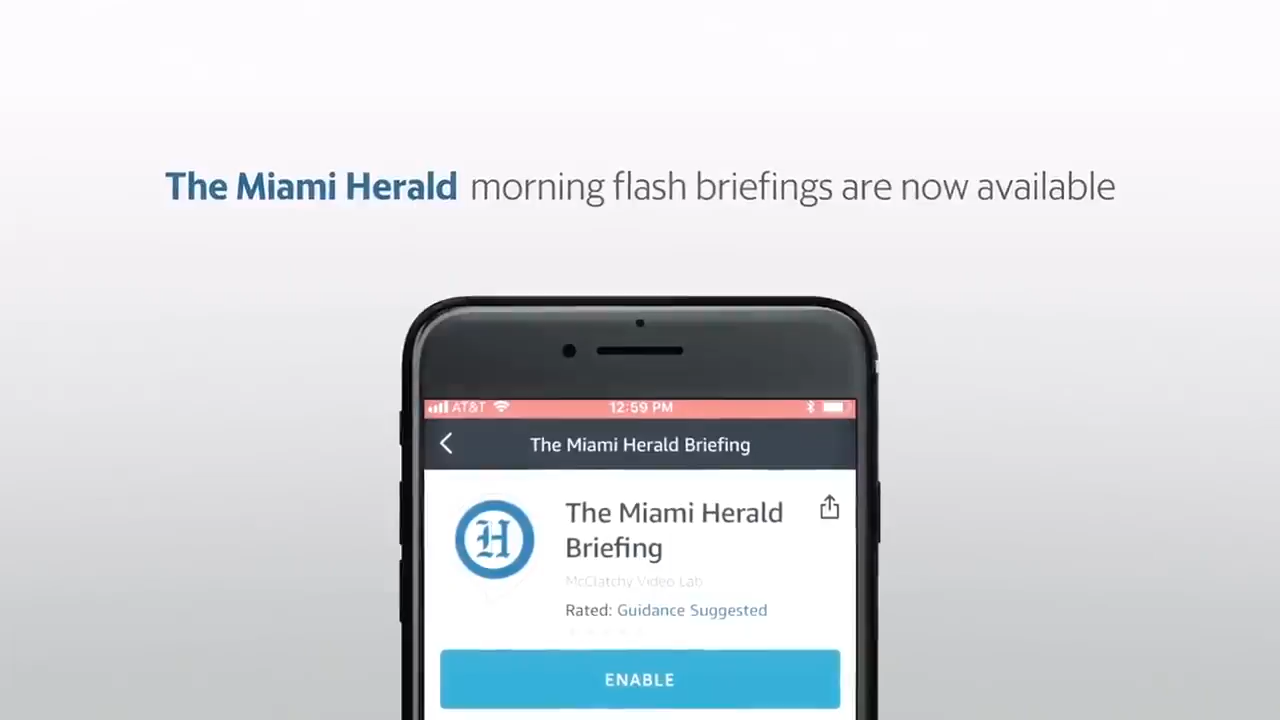 The Miami Herald morning flash briefings are now available
AT&T 12:59 PM
The Miami Herald Briefing
H
The Miami Herald
Briefing
McClatchy Video Lab
Rated: Guidance Suggested
ENABLE